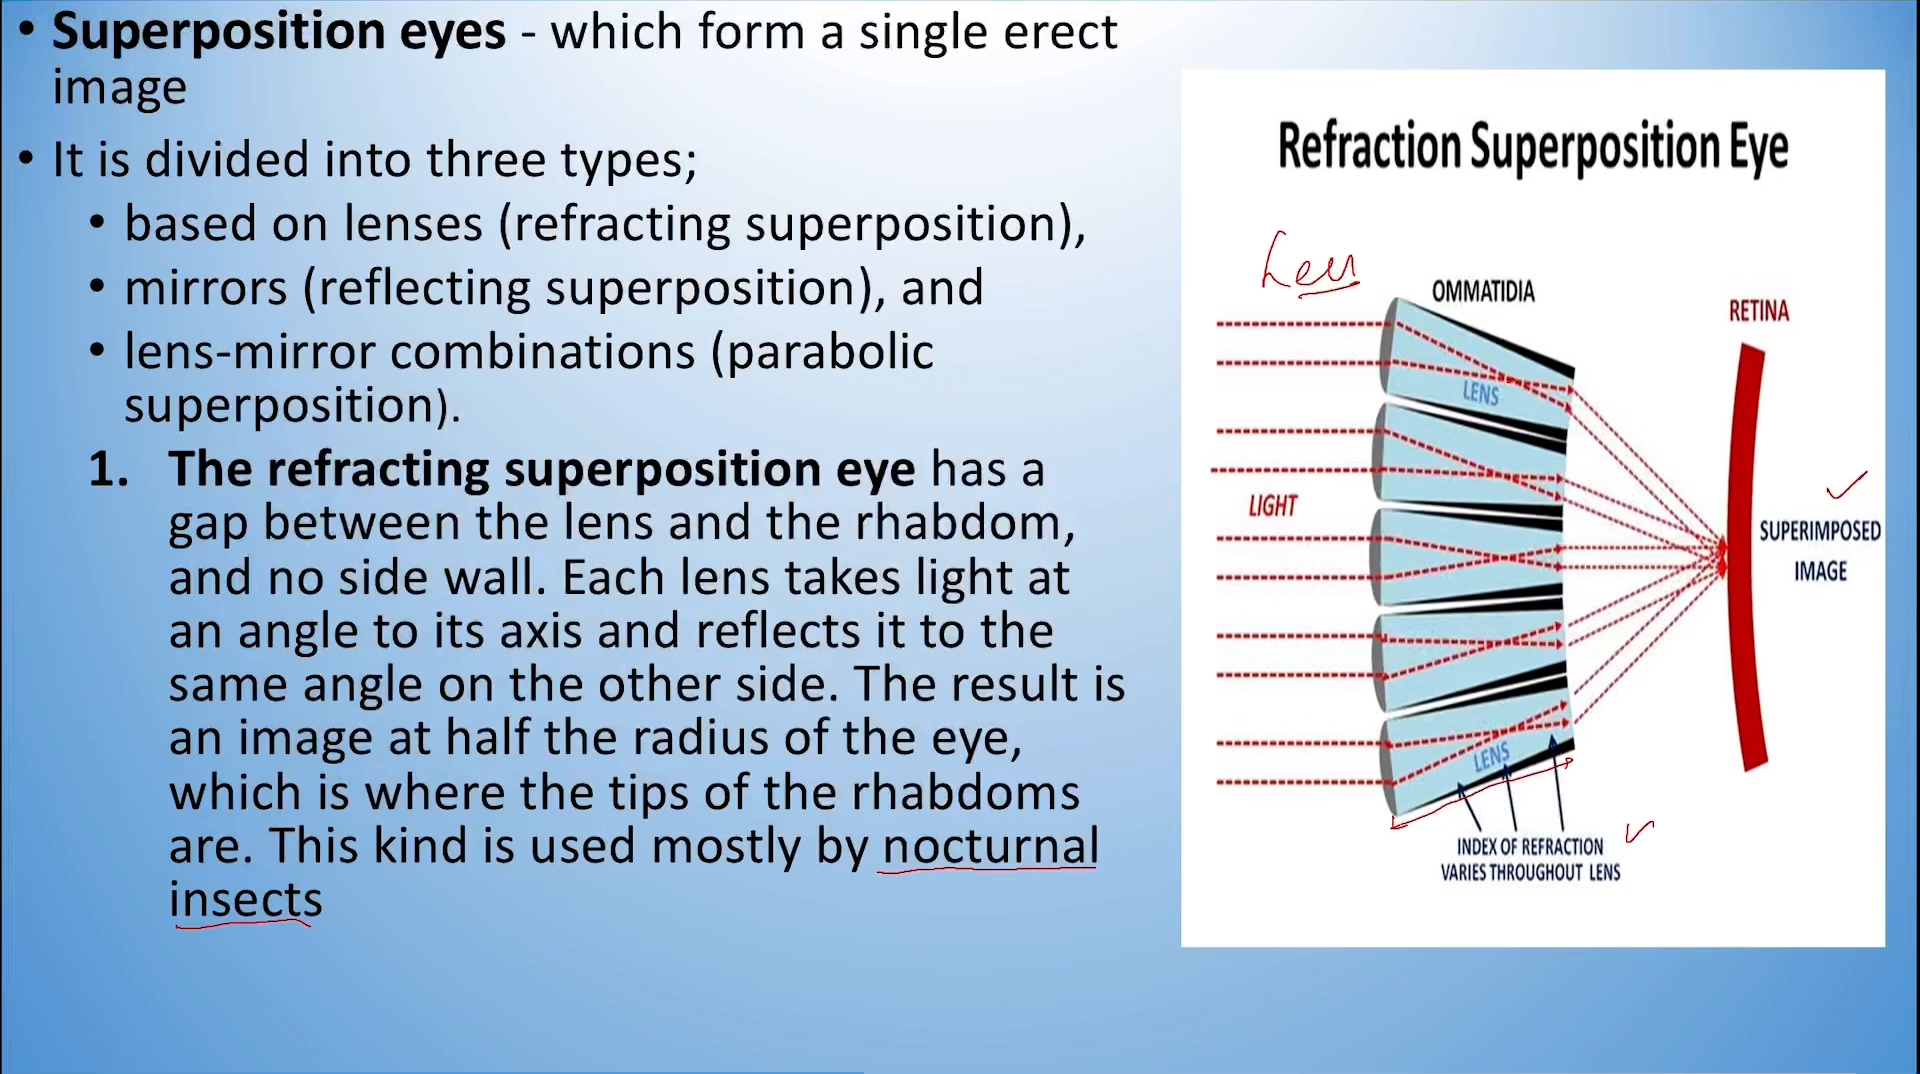 • Superposition eyes - which form a single erect
image
• It is divided into three types;
• based on lenses (refracting superposition),
• mirrors (reflecting superposition), and
• lens-mirror combinations (parabolic
superposition).
1. The refracting superposition eye has a
gap between the lens and the rhabdom,
and no side wall. Each lens takes light at
an angle to its axis and reflects it to the
same angle on the other side. The result is
an image at half the radius of the eye,
which is where the tips of the rhabdoms
are. This kind is used mostly by nocturnal
insects
Refraction Superposition Eye
OMMATIDIA
RETINA
LENS
LIGHT
SUPERIMPOSED
IMAGE
LENS
INDEX OF REFRACTION
VARIES THROUGHOUT LENS